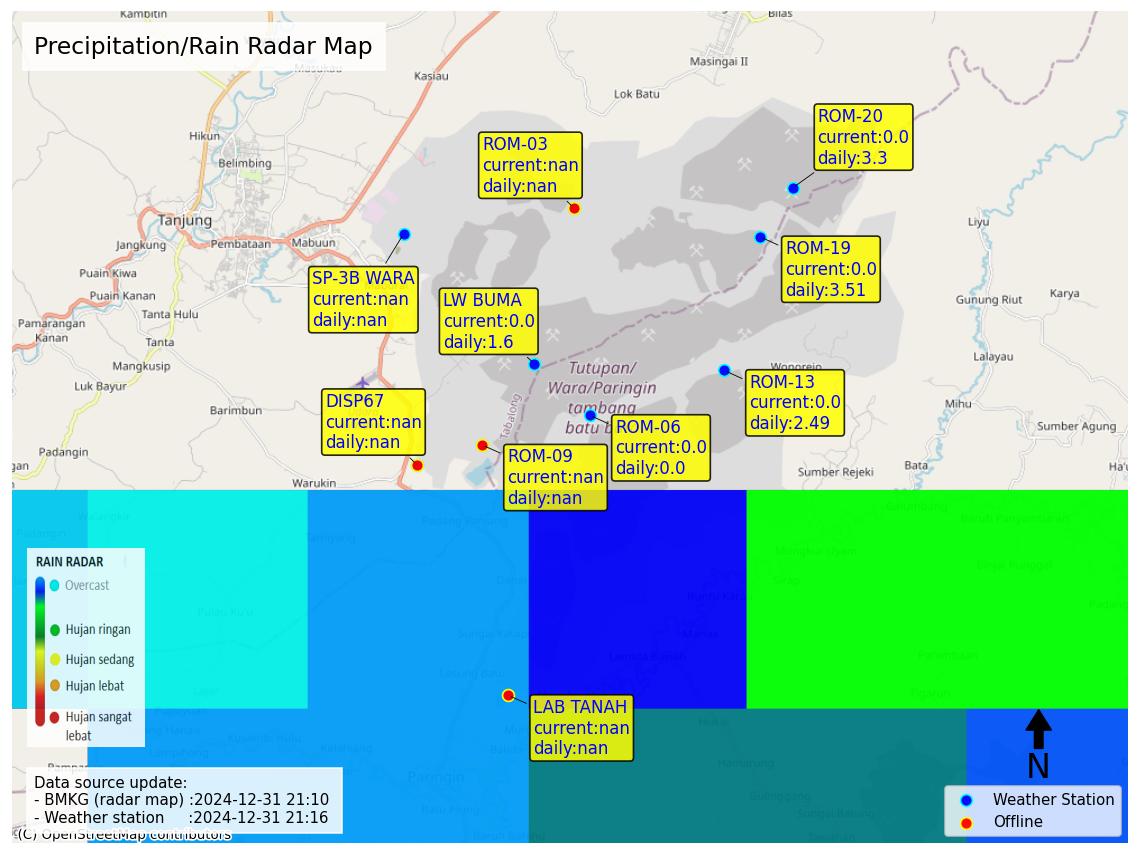 Kambitin
Bilas
Precipitation/Rain Radar Map
Masukau
Kasiau
Masingai II
Lok Batu
ROM-20
current:0.0
daily:3.3
Hikun
ROM-03
current:nan
daily:nan
Belimbing
Tanjung
Liyu
Jangkung
Pembataan
Mabuun
ROM-19
current:0.0
daily:3.51
Puain Kiwa
SP-3B WARA
current:nan
daily:nan
Puain Kanan
LW BUMA
current:0.0
daily:1.6
Gunung Riut
Karya
Tanta Hulu
Pamarangan
Kanan
Tanta
Lalayau
Mangkusip
Tutupan/
Wara/Paringin
tambang
batu b
Wonorejo
ROM-13
current:0.0
daily:2.49
Luk Bayur
DISP67
current:nan
daily:nan
Barimbun
Tabalong
Mihu
ROM-06
current:0.0
daily:0.0
Sumber Agung
Padangin
ROM-09
current:nan
daily:nan
gan
Bata
Sumber Rejeki
Warukin
RAIN RADAR
Overcast
Hujan ringan
Hujan sedang
Hujan lebat
Hujan sangat
lebat
LAB TANAH
current:nan
daily:nan
Paringin
N
Data source update:
- BMKG (radar map) :2024-12-31 21:10
- Weather station :2024-12-31 21:16
Weather Station
Offline
(C) OpenStreetMap contributors